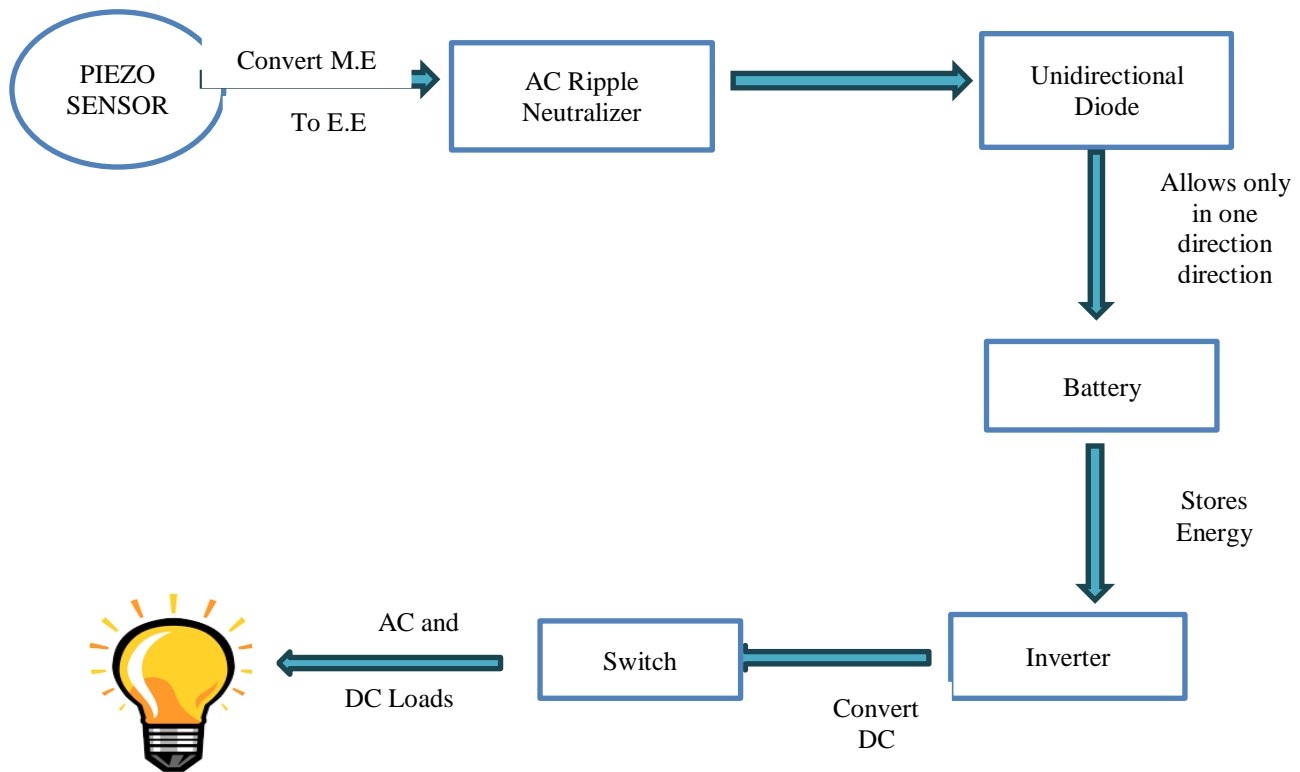 PIEZO
SENSOR
Convert M.E
To E.E
AC Ripple
Neutralizer
Unidirectional
Diode
Allows only
in one
direction
direction
Battery
Stores
Energy
Inverter
Convert
DC
Switch
AC and
DC Loads